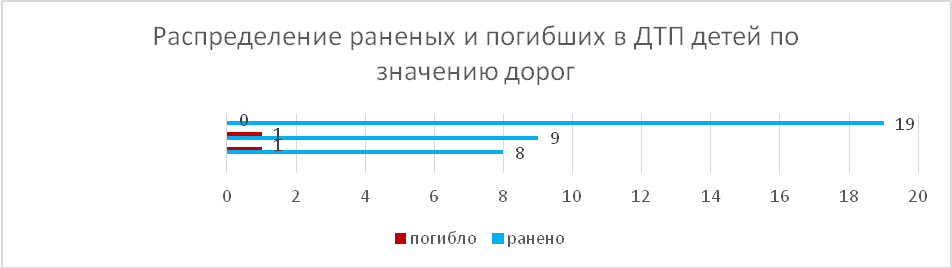 Распределение раненых и погибших в ДТП детей по
значению дорог
0
19
1
9
1
8
0 2 4 6 8 10 12 14 16 18 20
погибло ранено